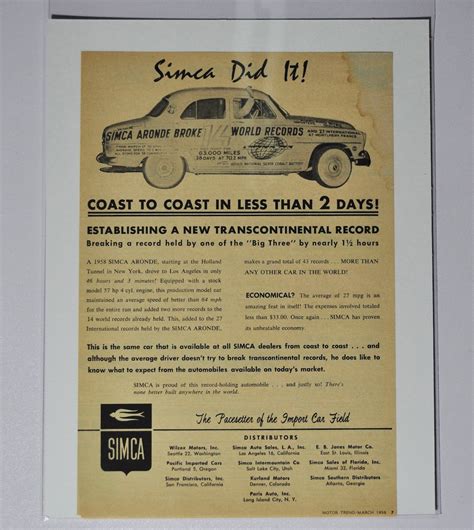 Simca Did It!
SIMCA ARONDE BROKE 14 WORLD RECORDS
AND 27 INTERNATIONAL
63,000 MILES
38 DAYS AT 70.2 MPH
COAST TO COAST IN LESS THAN 2 DAYS!
ESTABLISHING A NEW TRANSCONTINENTAL RECORD
Breaking a record held by one of the "Big Three" by nearly 1½ hours
A 1958 SIMCA ARONDE, starting at the Holland
Tunnel in New York, drove to Los Angeles in only
46 hours and 3 minutes! Equipped with a stock
model 57 hp 4 cyl. engine, this production model car
maintained an average speed of better than 64 mph
for the entire run and added two more records to the
14 world records already held. This, added to the 27
International records held by the SIMCA ARONDE,
makes a grand total of 43 records . . . MORE THAN
ANY OTHER CAR IN THE WORLD!
ECONOMICAL? The average of 27 mpg is an
amazing feat in itself! The expenses involved totaled
less than $35.00. Once again . . . SIMCA has proven
its unbeatable economy.
This is the same car that is available at all SIMCA dealers from coast to coast . . . and
although the average driver doesn't try to break transcontinental records, he does like to
know what to expect from the automobiles available on today's market.
SIMCA is proud of this record-holding automobile . . . and justly so! There's
none better built anywhere in the world.
SIMCA
The Pacesetter of the Import Car Field
DISTRIBUTORS
Wilcox Motors, Inc.
Seattle 22, Washington
Pacific Imported Cars
Portland 5, Oregon
Simca Distributors, Inc.
San Francisco, California
Simca Auto Sales, L. A., Inc.
Los Angeles 16, California
Simca Intermountain Co
Salt Lake City, Utah
Kurland Motors
Denver, Colorado
Paris Auto, Inc.
Long Island City, N. Y.
E. B. Jones Motor Co.
East St. Louis, Illinois
Simca Sales of Florida, Inc.
Miami 32, Florida
Simca Southern Distributors
Atlanta, Georgia
MOTOR TREND—MARCH 1958 7